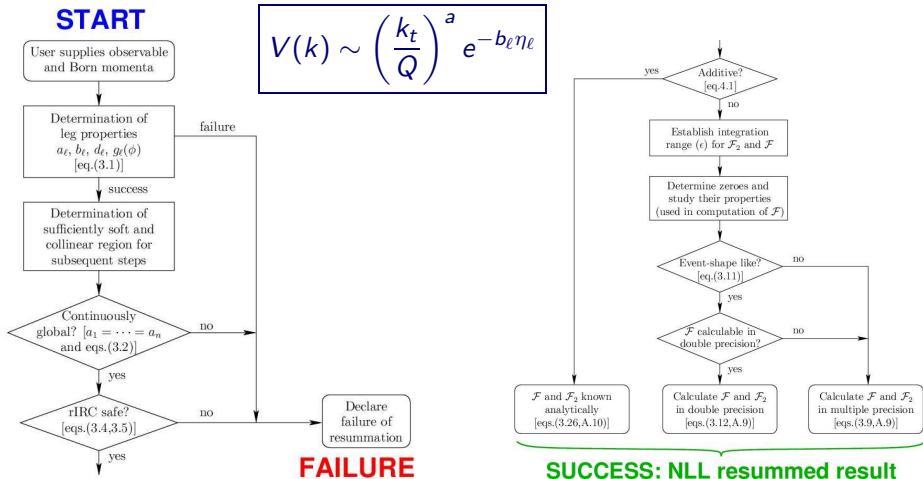 START
User supplies observable
and Born momenta
Determination of
leg properties
a_ℓ, b_ℓ, d_ℓ, g_ℓ(ϕ)
[eq.(3.1)]
failure
success
Determination of
sufficiently soft and
collinear region for
subsequent steps
Continuously
global? [a_1 = ⋯ = a_n
and eqs.(3.2)]
no
yes
rIRC safe?
[eqs.(3.4,3.5)]
no
yes
Declare
failure of
resummation
FAILURE
V(k) ∼ (k_t / Q)^a e^{−b_ℓ η_ℓ}
yes
Additive?
[eq.4.1]
no
Establish integration
range (ϵ) for F_2 and F
Determine zeroes and
study their properties
(used in computation of F)
Event-shape like?
[eq.(3.11)]
no
yes
F calculable in
double precision?
no
yes
F and F_2 known
analytically
[eqs.(3.26,A.10)]
Calculate F and F_2
in double precision
[eqs.(3.12,A.9)]
Calculate F and F_2
in multiple precision
[eqs.(3.9,A.9)]
SUCCESS: NLL resummed result